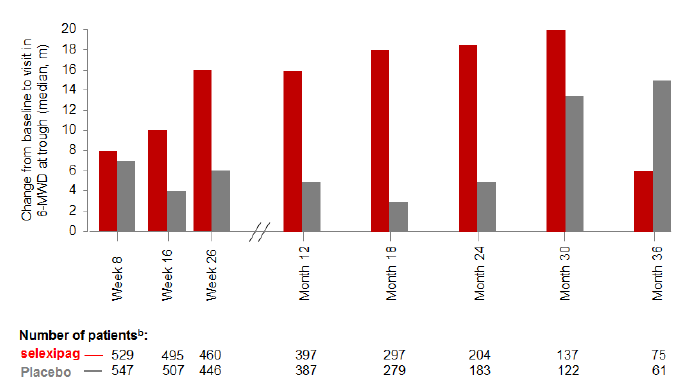 Change from baseline to visit in
6-MWD at trough (median, m)
20
18
16
14
12
10
8
6
4
2
0
Week 8
Week 16
Week 26
Month 12
Month 18
Month 24
Month 30
Month 36
Number of patientsᵇ:
selexipag 529 495 460 397 297 204 137 75
Placebo 547 507 446 387 279 183 122 61